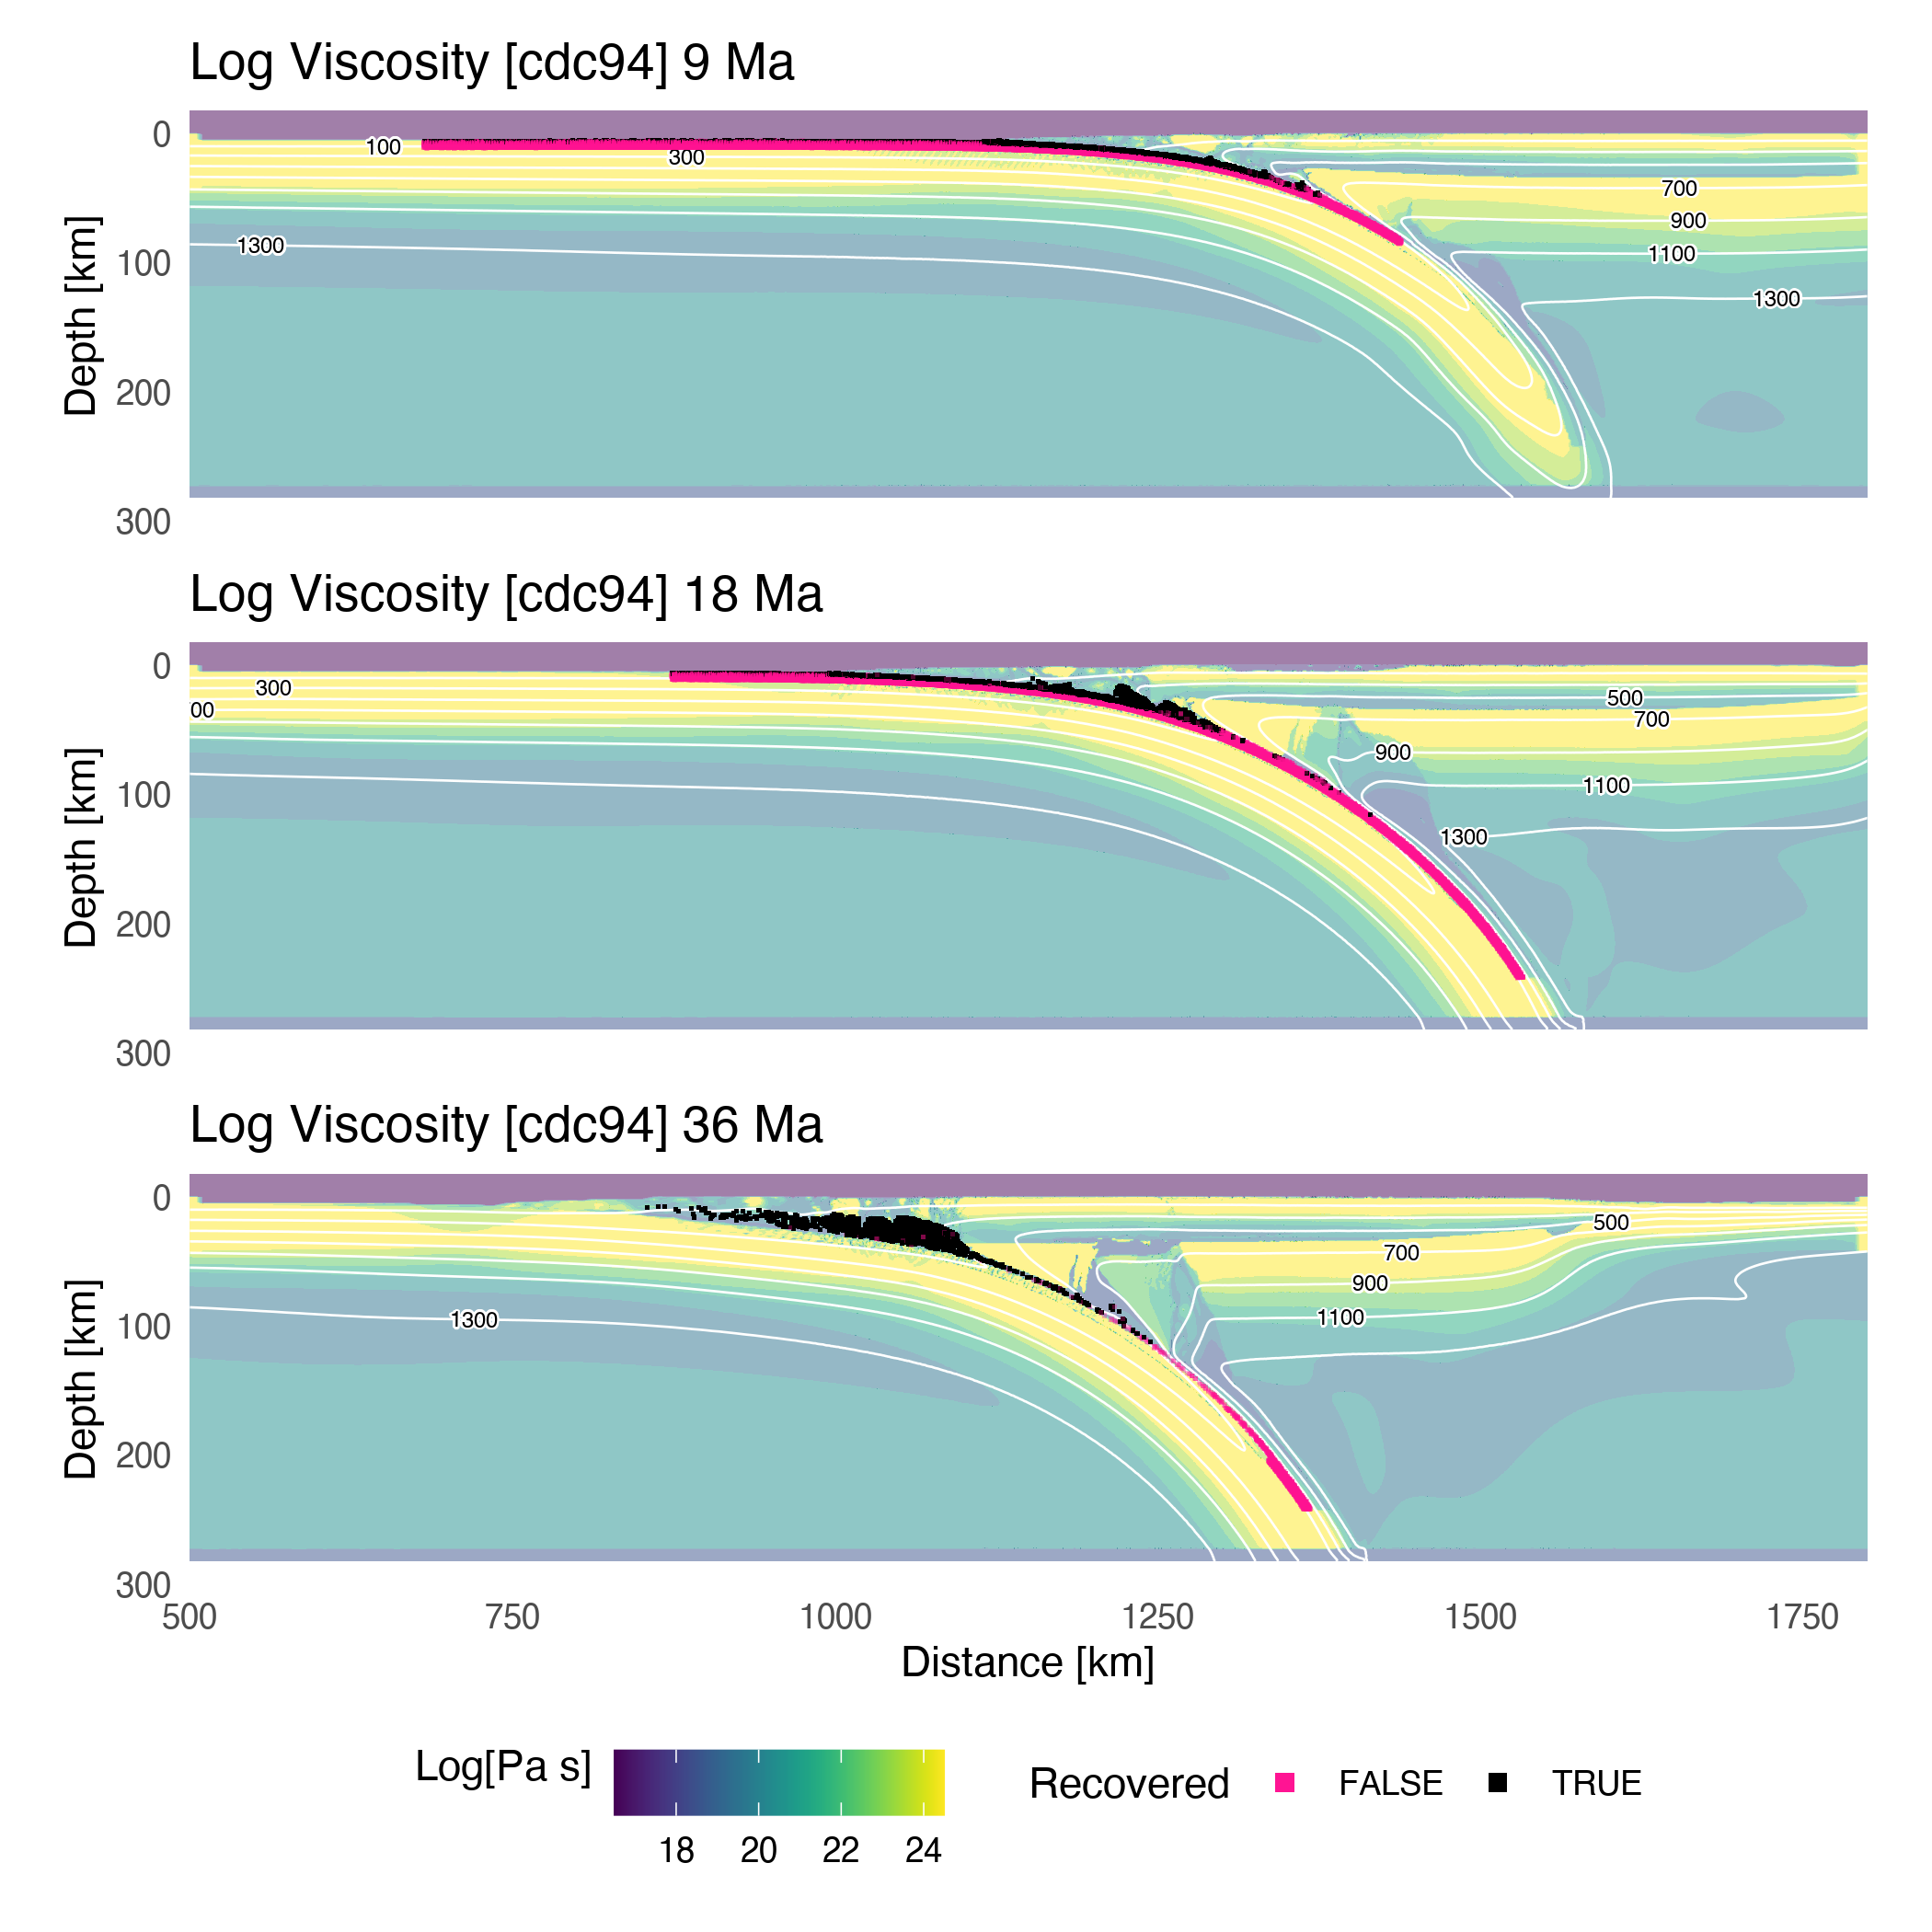 Log Viscosity [cdc94] 9 Ma
Depth [km]
0
100
200
300
100
300
700
900
1100
1300
1300
Log Viscosity [cdc94] 18 Ma
Depth [km]
0
100
200
300
300
00
500
700
900
1100
1300
Log Viscosity [cdc94] 36 Ma
Depth [km]
0
100
200
300
500
700
900
1100
1300
500 750 1000 1250 1500 1750
Distance [km]
Log[Pa s]
18 20 22 24
Recovered FALSE TRUE